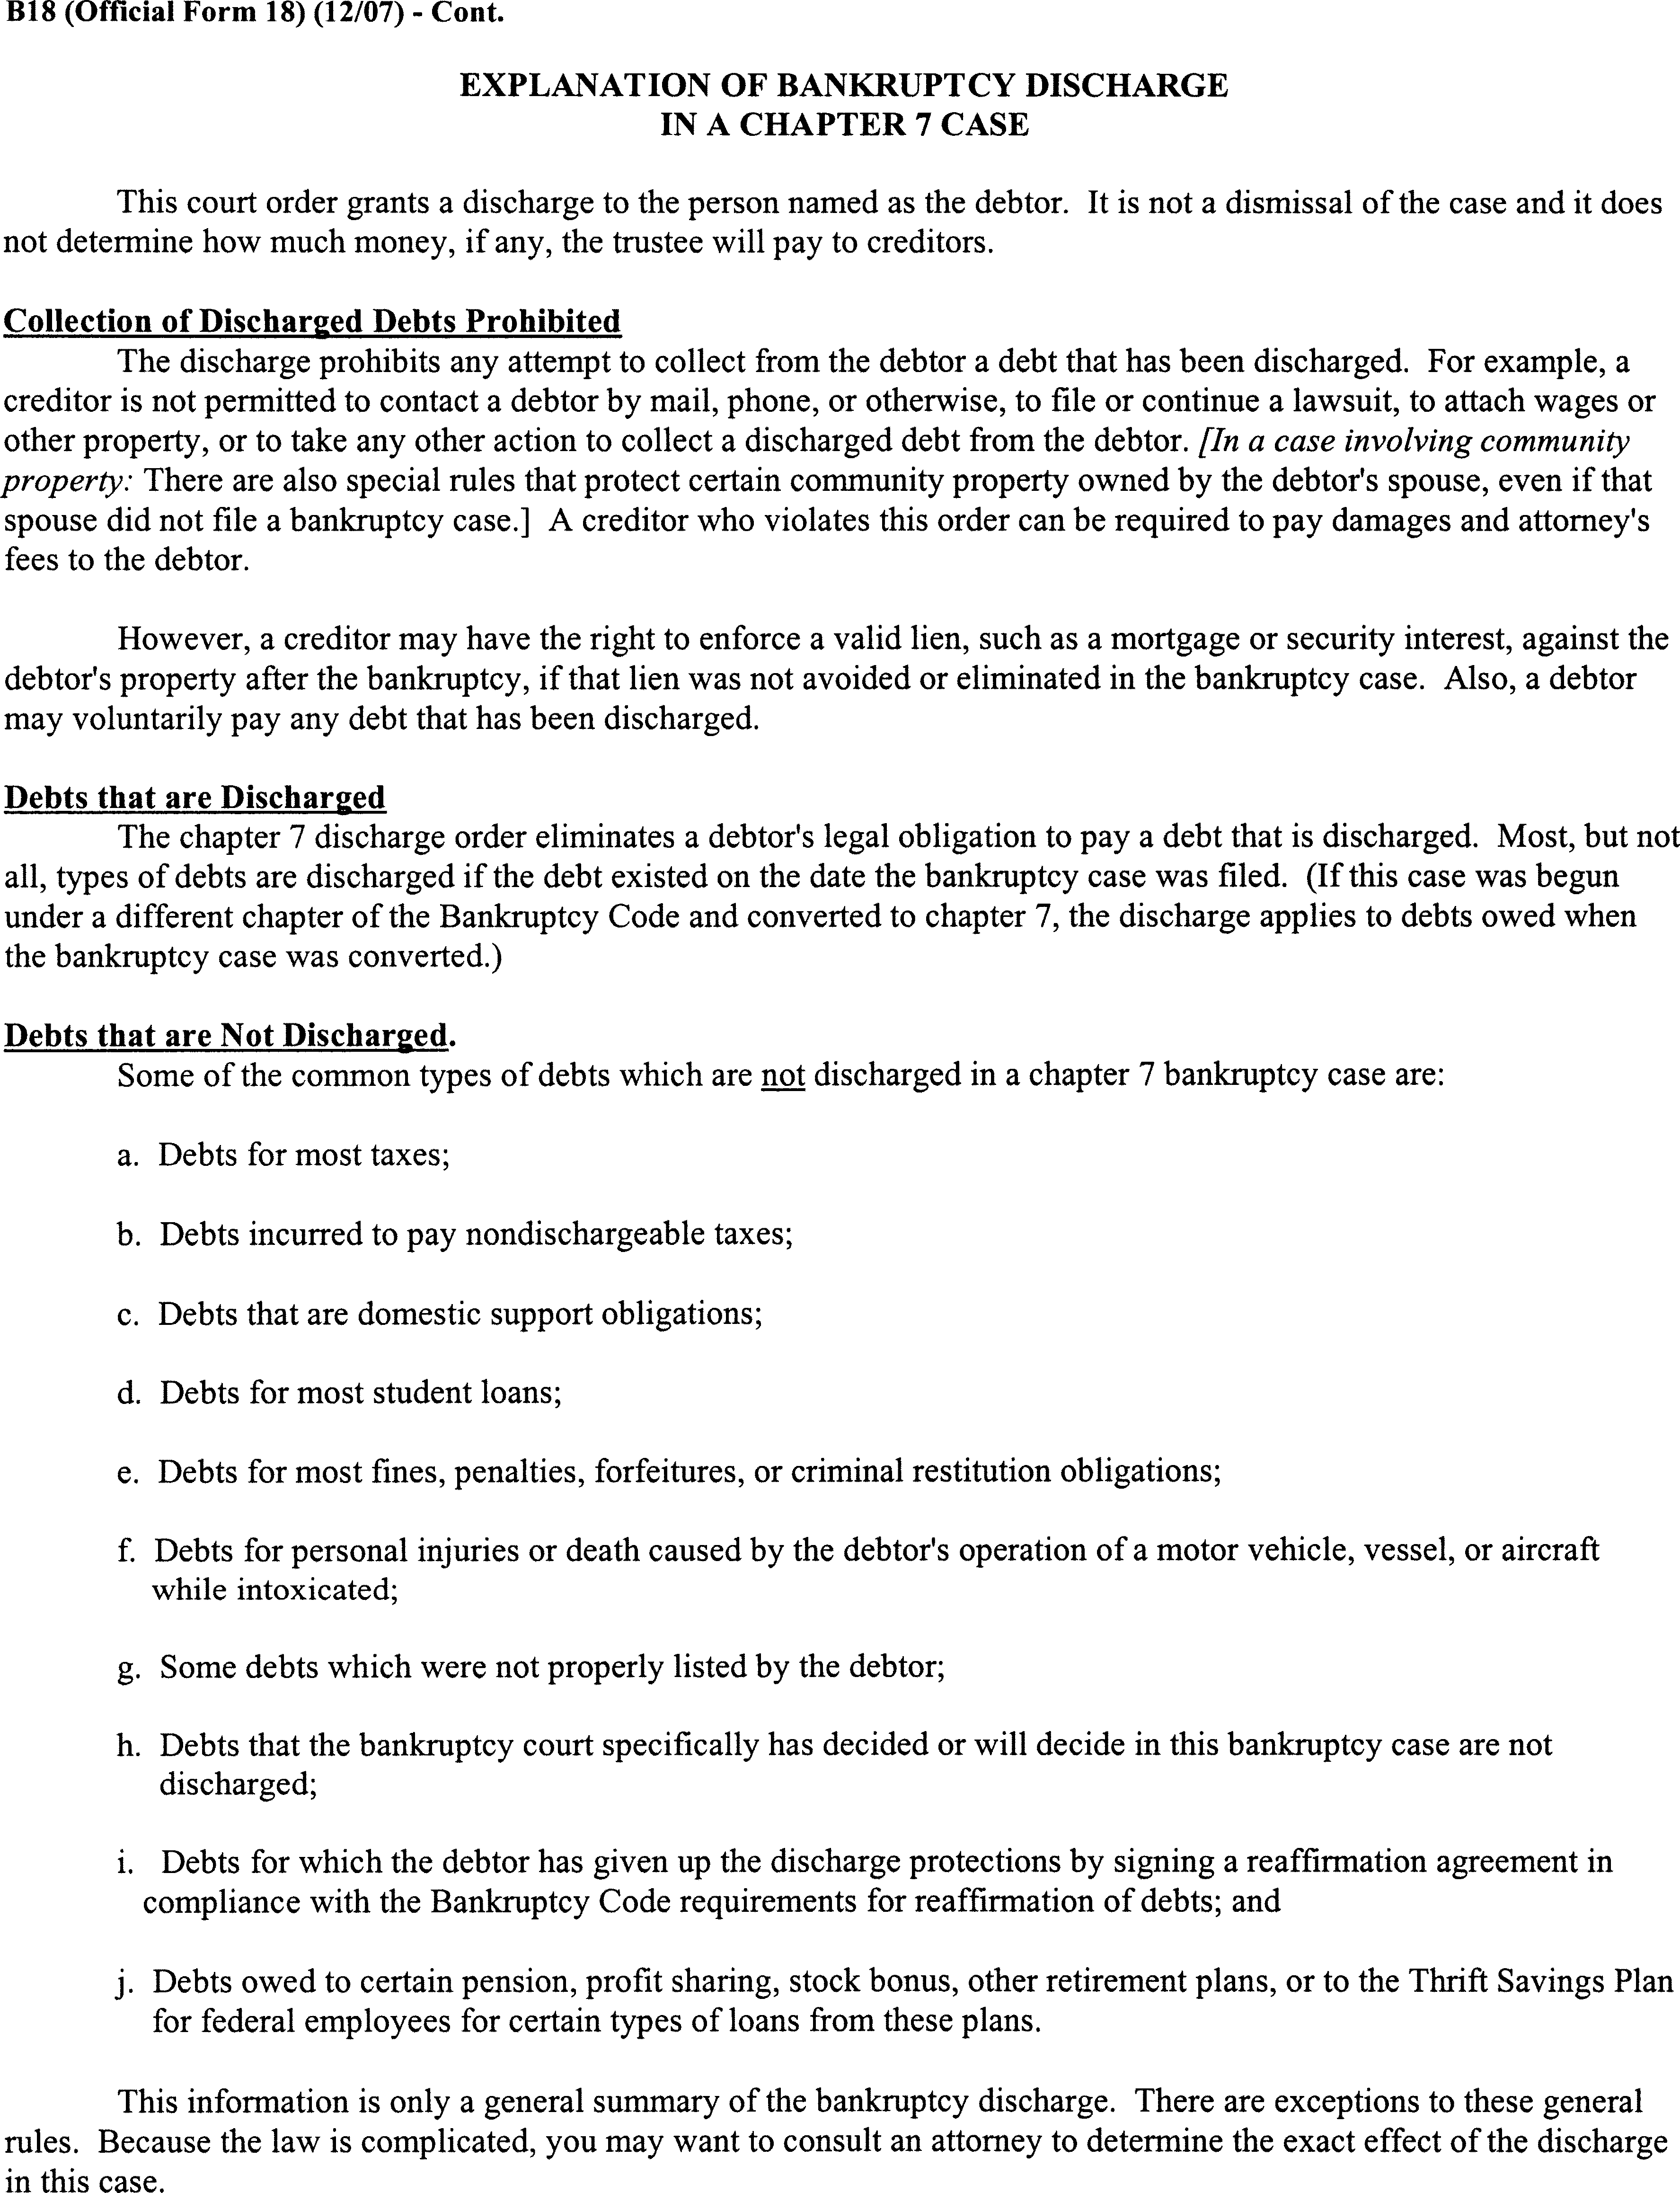 B18 (Official Form 18) (12/07) - Cont.
EXPLANATION OF BANKRUPTCY DISCHARGE
IN A CHAPTER 7 CASE
This court order grants a discharge to the person named as the debtor. It is not a dismissal of the case and it does
not determine how much money, if any, the trustee will pay to creditors.
Collection of Discharged Debts Prohibited
The discharge prohibits any attempt to collect from the debtor a debt that has been discharged. For example, a
creditor is not permitted to contact a debtor by mail, phone, or otherwise, to file or continue a lawsuit, to attach wages or
other property, or to take any other action to collect a discharged debt from the debtor. [In a case involving community
property: There are also special rules that protect certain community property owned by the debtor's spouse, even if that
spouse did not file a bankruptcy case.] A creditor who violates this order can be required to pay damages and attorney's
fees to the debtor.
However, a creditor may have the right to enforce a valid lien, such as a mortgage or security interest, against the
debtor's property after the bankruptcy, if that lien was not avoided or eliminated in the bankruptcy case. Also, a debtor
may voluntarily pay any debt that has been discharged.
Debts that are Discharged
The chapter 7 discharge order eliminates a debtor's legal obligation to pay a debt that is discharged. Most, but not
all, types of debts are discharged if the debt existed on the date the bankruptcy case was filed. (If this case was begun
under a different chapter of the Bankruptcy Code and converted to chapter 7, the discharge applies to debts owed when
the bankruptcy case was converted.)
Debts that are Not Discharged.
Some of the common types of debts which are not discharged in a chapter 7 bankruptcy case are:
a. Debts for most taxes;
b. Debts incurred to pay nondischargeable taxes;
c. Debts that are domestic support obligations;
d. Debts for most student loans;
e. Debts for most fines, penalties, forfeitures, or criminal restitution obligations;
f. Debts for personal injuries or death caused by the debtor's operation of a motor vehicle, vessel, or aircraft
while intoxicated;
g. Some debts which were not properly listed by the debtor;
h. Debts that the bankruptcy court specifically has decided or will decide in this bankruptcy case are not
discharged;
i. Debts for which the debtor has given up the discharge protections by signing a reaffirmation agreement in
compliance with the Bankruptcy Code requirements for reaffirmation of debts; and
j. Debts owed to certain pension, profit sharing, stock bonus, other retirement plans, or to the Thrift Savings Plan
for federal employees for certain types of loans from these plans.
This information is only a general summary of the bankruptcy discharge. There are exceptions to these general
rules. Because the law is complicated, you may want to consult an attorney to determine the exact effect of the discharge
in this case.